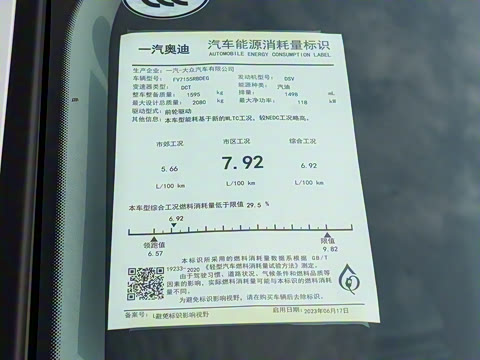 一汽奥迪
汽车能源消耗量标识
AUTOMOBILE ENERGY CONSUMPTION LABEL
生产企业: 一汽-大众汽车有限公司
车辆型号: FV7155RBDEG 发动机型号: DSV
变速器类型: DCT 能源种类: 汽油
整车整备质量: 1595 kg 排量: 1498 mL
最大设计总质量: 2080 kg 最大净功率: 118 kW
驱动型式: 前轮驱动
其他信息: 本车型能耗基于新的WLTC工况, 较NEDC工况略高。
市郊工况 市区工况 综合工况
5.66 7.92 6.92
L/100 km L/100 km L/100 km
本车型综合工况燃料消耗量低于限值 29.5 %
6.92
领跑值 限值
6.57 9.82
本标识所采用的燃料消耗量数据系根据 GB/T
19233-2020 《轻型汽车燃料消耗量试验方法》测定。
由于驾驶习惯、道路状况、气候条件和燃料品质等
因素的影响, 实际燃料消耗量可能与本标识的燃料消耗
量不同。
为避免影响视野, 请在购买车辆后去除标识。
备案号: 启用日期: 2023年06月17日